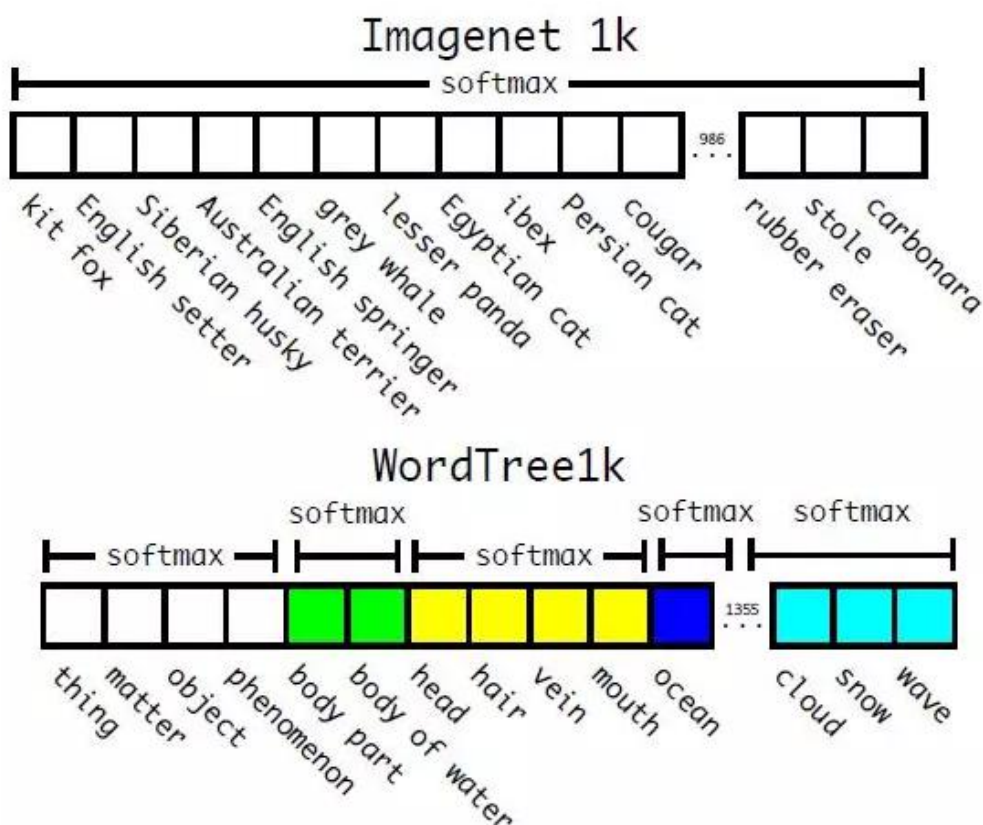 Imagenet 1k
softmax
986
...
kit fox
English setter
Siberian husky
Australian terrier
English springer
grey whale
lesser panda
Egyptian cat
ibex
Persian cat
cougar
rubber eraser
stole
carbonara
WordTree1k
softmax
softmax
softmax
softmax
softmax
1355
...
thing
matter
object
phenomenon
body part
body of water
head
hair
vein
mouth
ocean
cloud
snow
wave